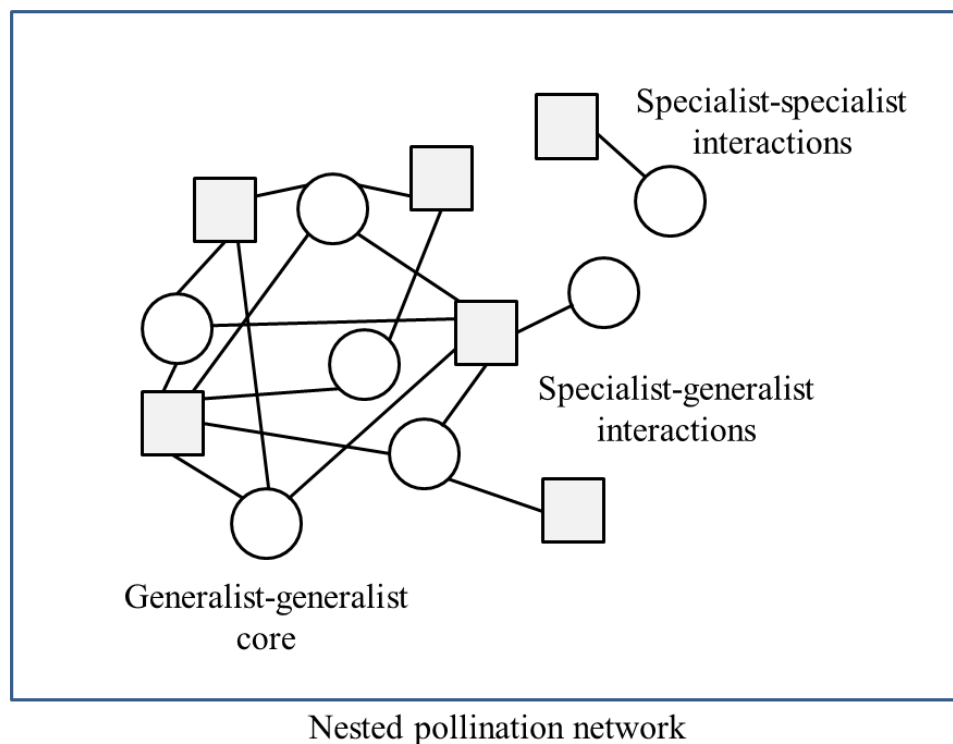 Specialist-specialist
interactions
Specialist-generalist
interactions
Generalist-generalist
core
Nested pollination network